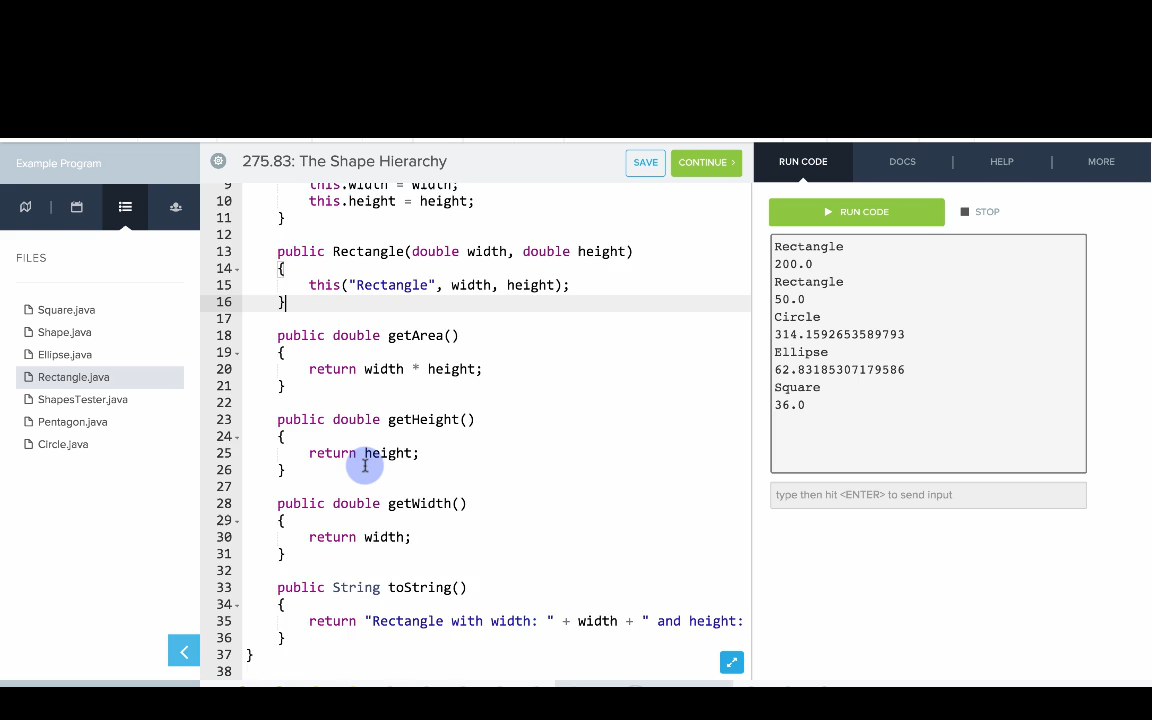 Example Program
275.83: The Shape Hierarchy
SAVE
CONTINUE ›
RUN CODE
DOCS
HELP
MORE
FILES
Square.java
Shape.java
Ellipse.java
Rectangle.java
ShapesTester.java
Pentagon.java
Circle.java
9 this.width = width;
10 this.height = height;
11 }
12
13 public Rectangle(double width, double height)
14 {
15 this("Rectangle", width, height);
16 }
17
18 public double getArea()
19 {
20 return width * height;
21 }
22
23 public double getHeight()
24 {
25 return height;
26 }
27
28 public double getWidth()
29 {
30 return width;
31 }
32
33 public String toString()
34 {
35 return "Rectangle with width: " + width + " and height:
36 }
37 }
38
RUN CODE
STOP
Rectangle
200.0
Rectangle
50.0
Circle
314.1592653589793
Ellipse
62.83185307179586
Square
36.0
type then hit <ENTER> to send input